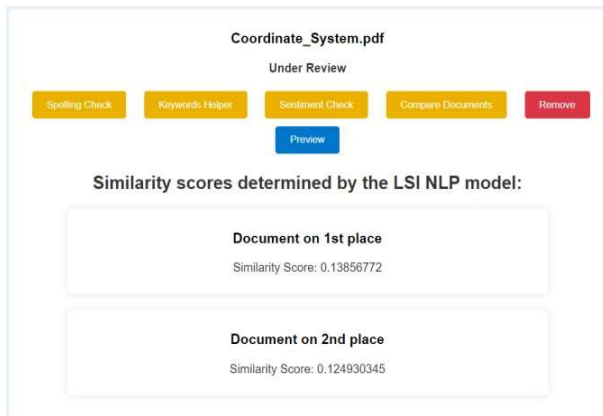 Coordinate_System.pdf
Under Review
Spelling Check Keywords Helper Sentiment Check Compare Documents Remove
Preview
Similarity scores determined by the LSI NLP model:
Document on 1st place
Similarity Score: 0.13856772
Document on 2nd place
Similarity Score: 0.124930345